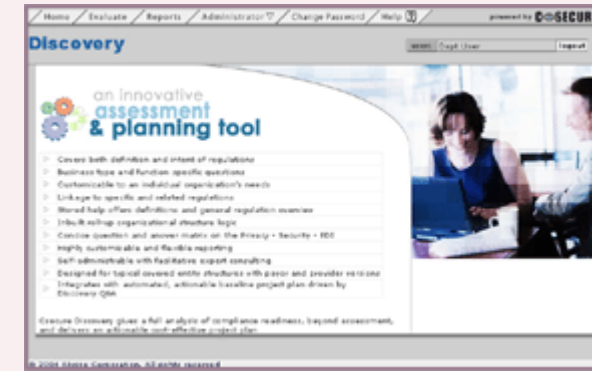 Home / Evaluate / Reports / Administrator ▽ / Change Password / Help
powered by SECUR
Discovery
user: Dept User logout
an innovative
assessment
& planning tool
Covers both definition and intent of regulations
Business type and function specific questions
Customizable to an individual organization's needs
Linkage to specific and related regulations
Stored help offers definitions and general regulation overview
Inbuilt roll-up organizational structure logic
Concise question and answer matrix on the Privacy • Security • EDI
Highly customizable and flexible reporting
Self administrable with facilitative expert consulting
Designed for typical covered entity structures with payor and provider versions
Integrates with automated, actionable baseline project plan driven by
Discovery Q&A
Discovery gives a full analysis of compliance readiness, beyond assessment,
and delivers an actionable cost-effective project plan
© 2004 Corporation. All rights reserved